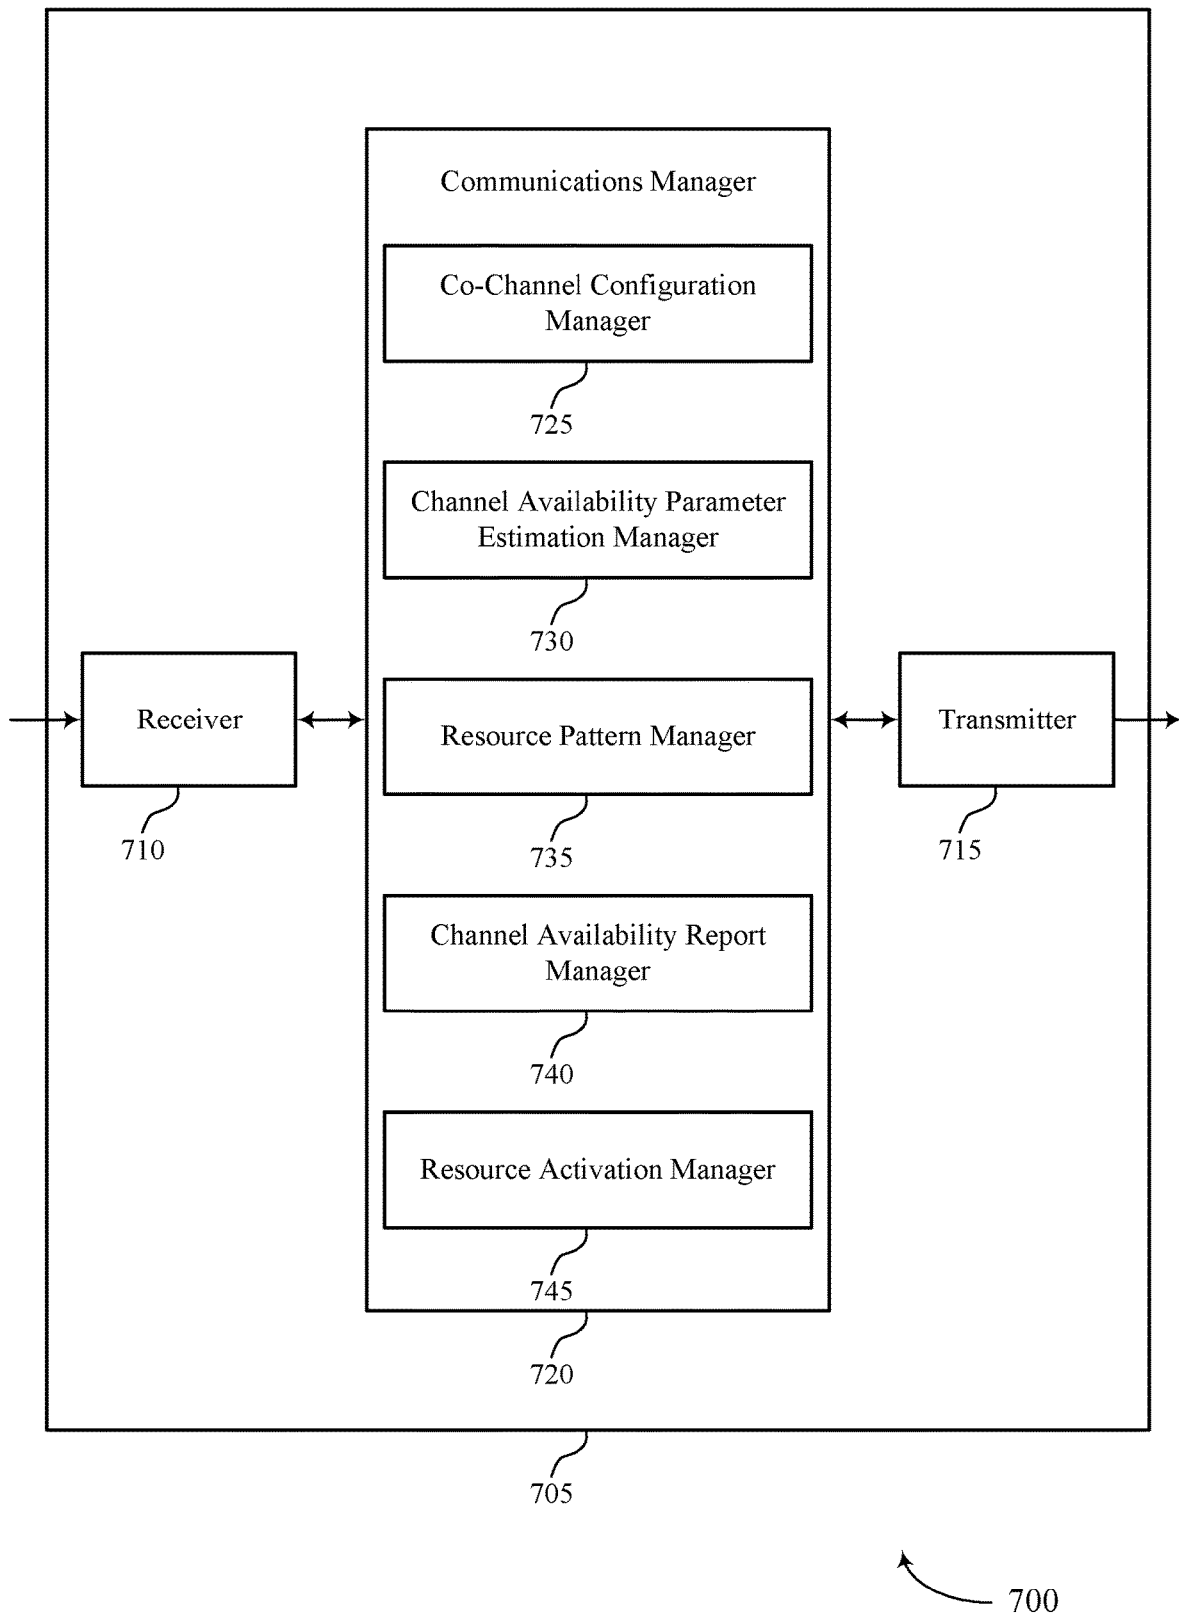 Communications Manager
Co-Channel Configuration
Manager
725
Channel Availability Parameter
Estimation Manager
730
Receiver
710
Resource Pattern Manager
735
Transmitter
715
Channel Availability Report
Manager
740
Resource Activation Manager
745
720
705
700